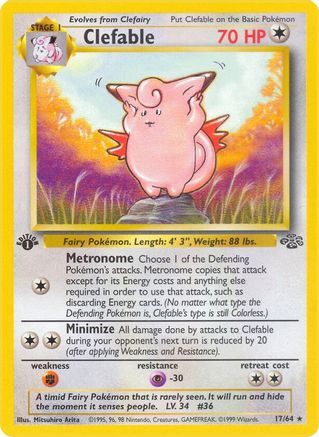 Evolves from Clefairy Put Clefable on the Basic Pokémon
STAGE 1 Clefable 70 HP
EDITION
1
Fairy Pokémon. Length: 4' 3", Weight: 88 lbs.
Metronome Choose 1 of the Defending
Pokémon's attacks. Metronome copies that attack
except for its Energy costs and anything else
required in order to use that attack, such as
discarding Energy cards. (No matter what type the
Defending Pokémon is, Clefable's type is still Colorless.)
Minimize All damage done by attacks to Clefable
during your opponent's next turn is reduced by 20
(after applying Weakness and Resistance).
weakness resistance retreat cost
-30
A timid Fairy Pokémon that is rarely seen. It will run and hide
the moment it senses people. LV. 34 #36
Illus. Mitsuhiro Arita ©1995, 96, 98 Nintendo, Creatures, GAMEFREAK. ©1999 Wizards. 17/64 ★